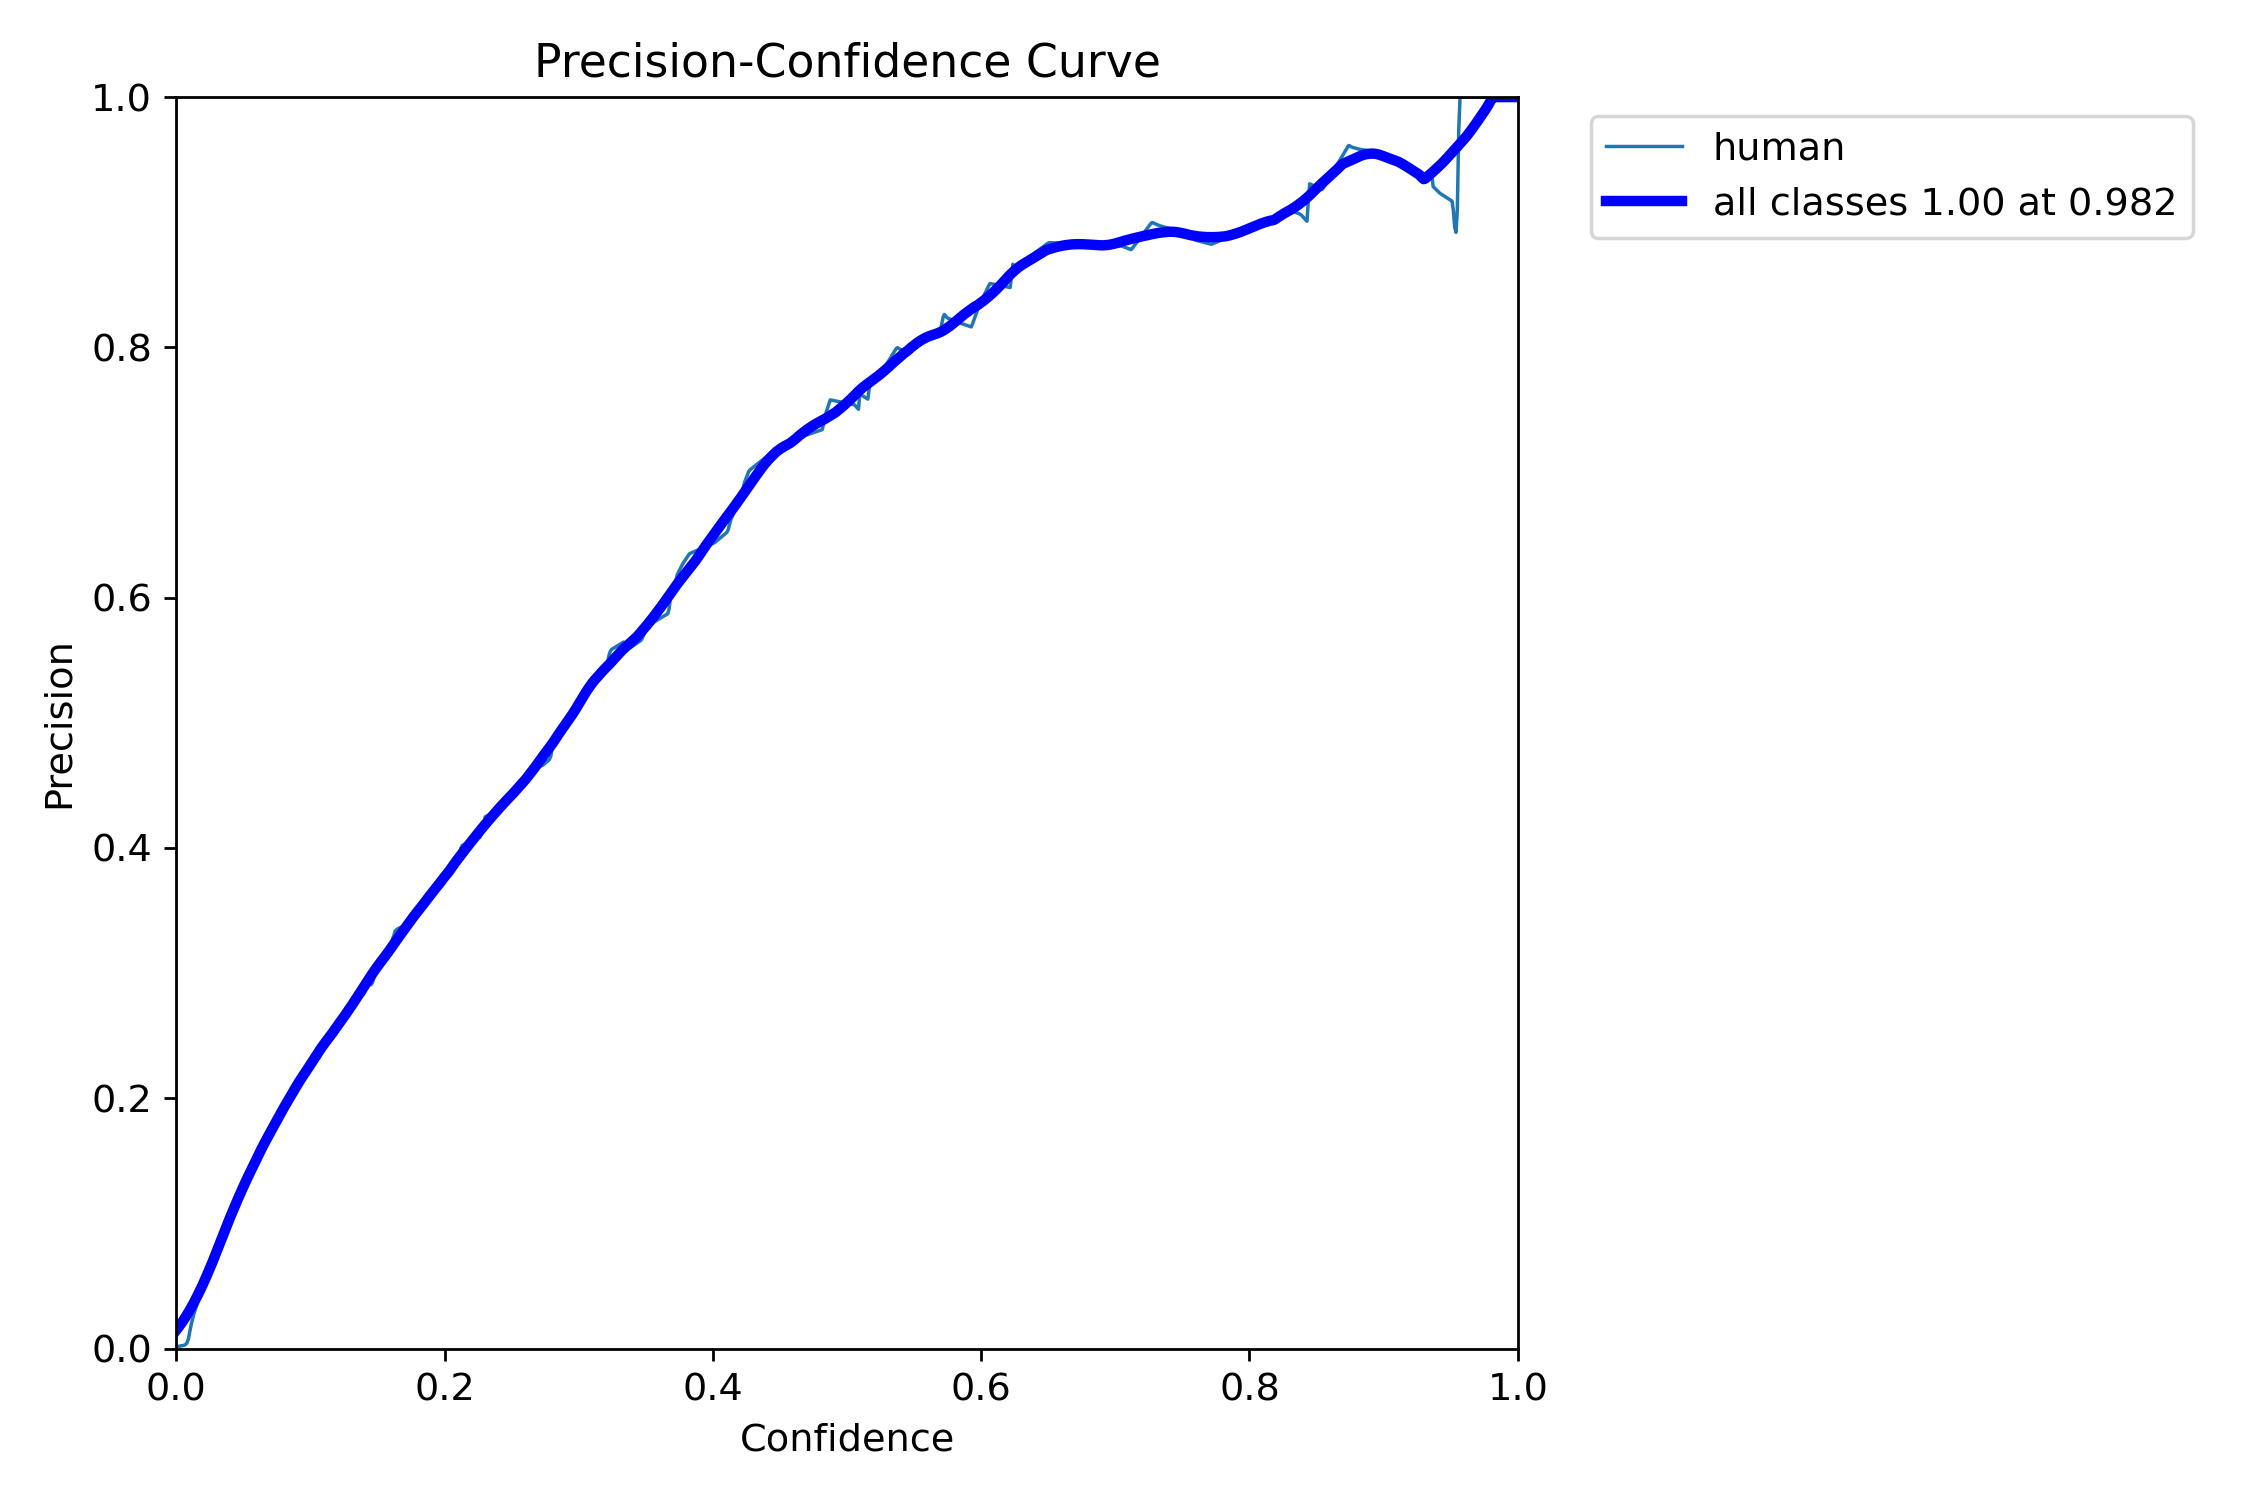 Precision-Confidence Curve
human
all classes 1.00 at 0.982
1.0
0.8
0.6
0.4
0.2
0.0
Precision
0.0 0.2 0.4 0.6 0.8 1.0
Confidence